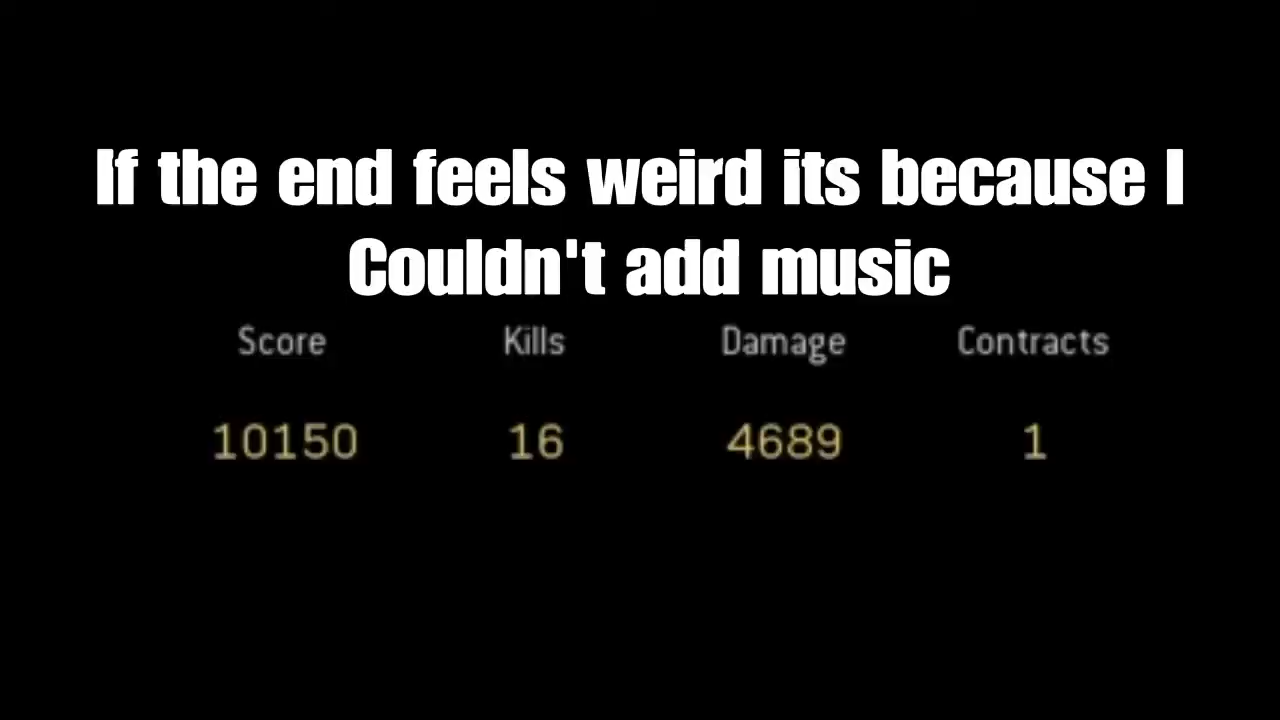 If the end feels weird its because I
Couldn't add music
Score Kills Damage Contracts
10150 16 4689 1